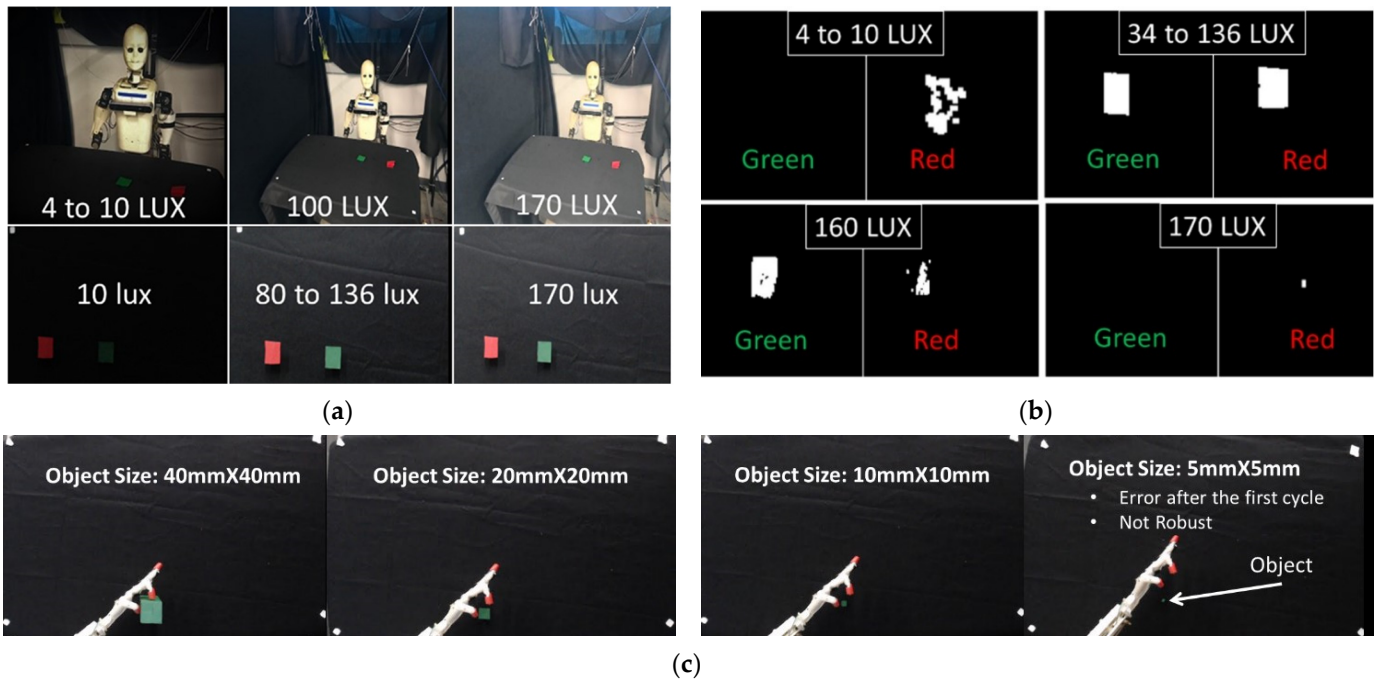 4 to 10 LUX
100 LUX
170 LUX
10 lux
80 to 136 lux
170 lux
(a)
4 to 10 LUX
Green
Red
34 to 136 LUX
Green
Red
160 LUX
Green
Red
170 LUX
Green
Red
(b)
Object Size: 40mmX40mm
Object Size: 20mmX20mm
Object Size: 10mmX10mm
Object Size: 5mmX5mm
• Error after the first cycle
• Not Robust
Object
(c)